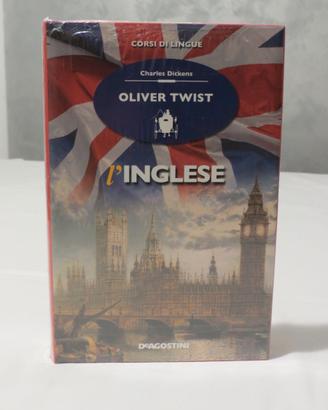 CORSI DI LINGUE
Charles Dickens
OLIVER TWIST
l'INGLESE
DeAGOSTINI